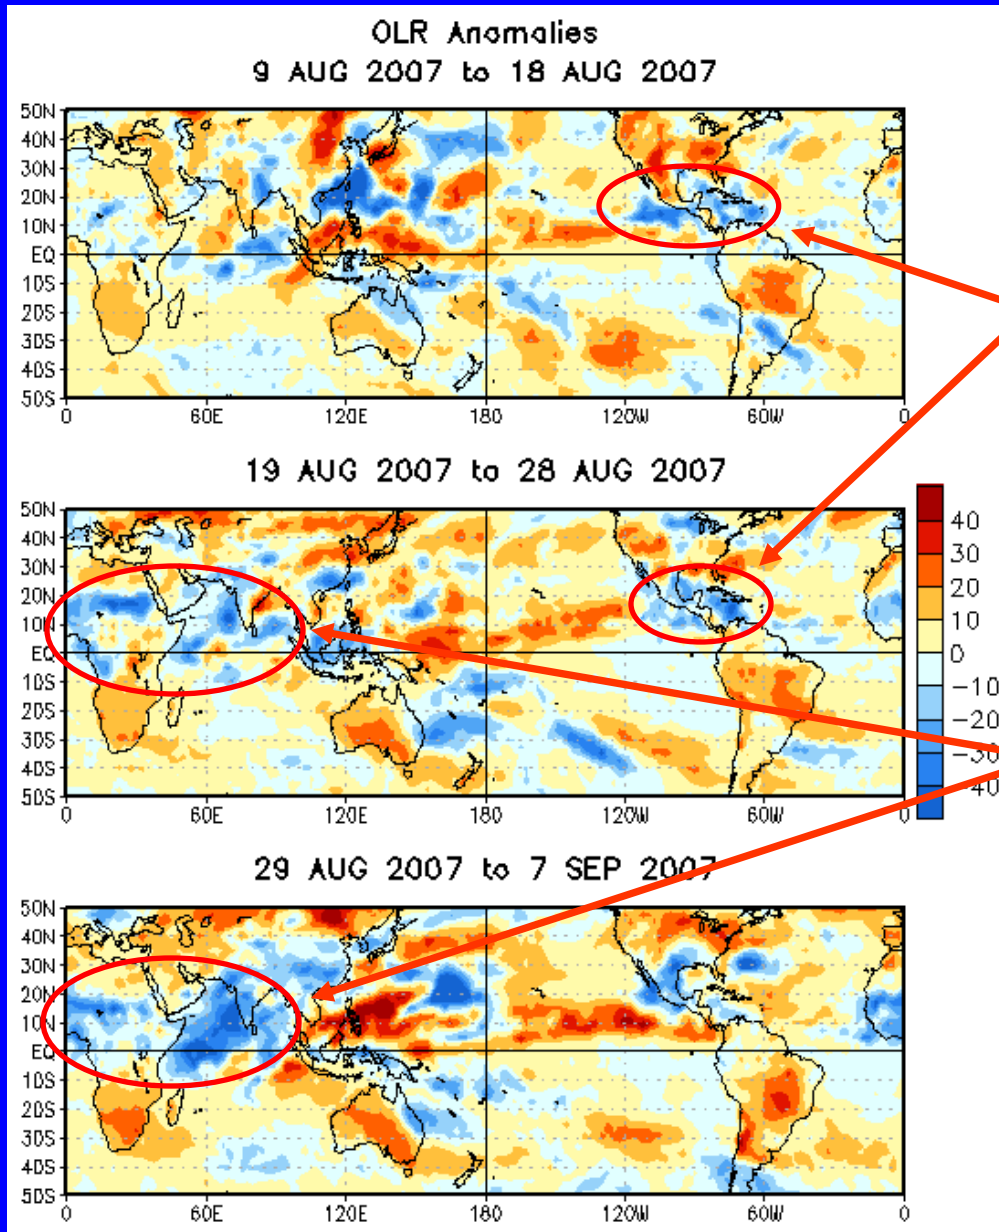 OLR Anomalies
9 AUG 2007 to 18 AUG 2007
50N
40N
30N
20N
10N
EQ
10S
20S
30S
40S
50S
0 60E 120E 180 120W 60W 0
19 AUG 2007 to 28 AUG 2007
50N
40N
30N
20N
10N
EQ
10S
20S
30S
40S
50S
0 60E 120E 180 120W 60W 0
40
30
20
10
0
-10
-20
-30
-40
29 AUG 2007 to 7 SEP 2007
50N
40N
30N
20N
10N
EQ
10S
20S
30S
40S
50S
0 60E 120E 180 120W 60W 0